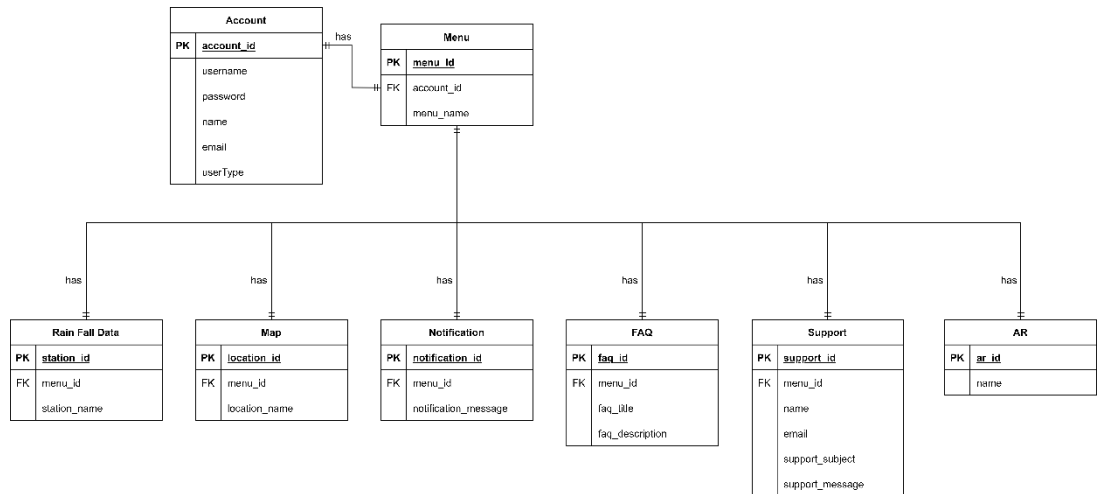 Account
PK account_id
username
password
name
email
userType
has
Menu
PK menu_id
FK account_id
menu_name
has
has
has
has
has
has
Rain Fall Data
PK station_id
FK menu_id
station_name
Map
PK location_id
FK menu_id
location_name
Notification
PK notification_id
FK menu_id
notification_message
FAQ
PK faq_id
FK menu_id
faq_title
faq_description
Support
PK support_id
FK menu_id
name
email
support_subject
support_message
AR
PK ar_id
name